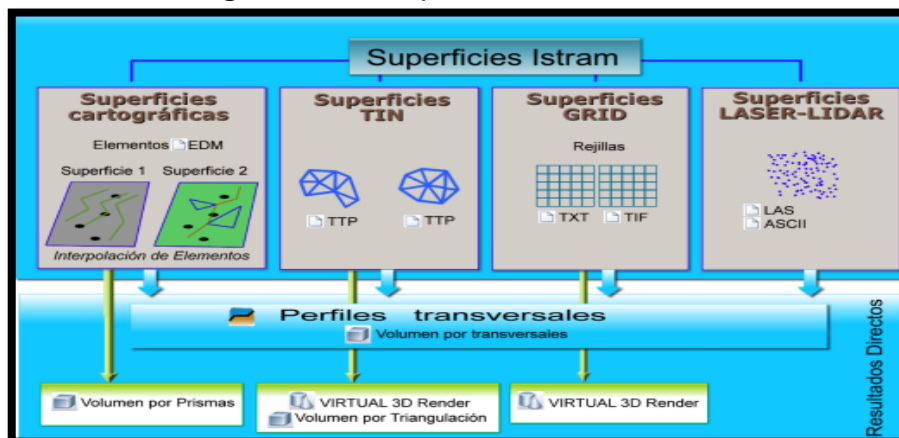 Superficies Istram
Superficies
cartográficas
Elementos EDM
Superficie 1 Superficie 2
Interpolación de Elementos
Superficies
TIN
TTP TTP
Superficies
GRID
Rejillas
TXT TIF
Superficies
LASER-LIDAR
LAS
ASCII
Perfiles transversales
Volumen por transversales
Volumen por Prismas
VIRTUAL 3D Render
Volumen por Triangulación
VIRTUAL 3D Render
Resultados Directos